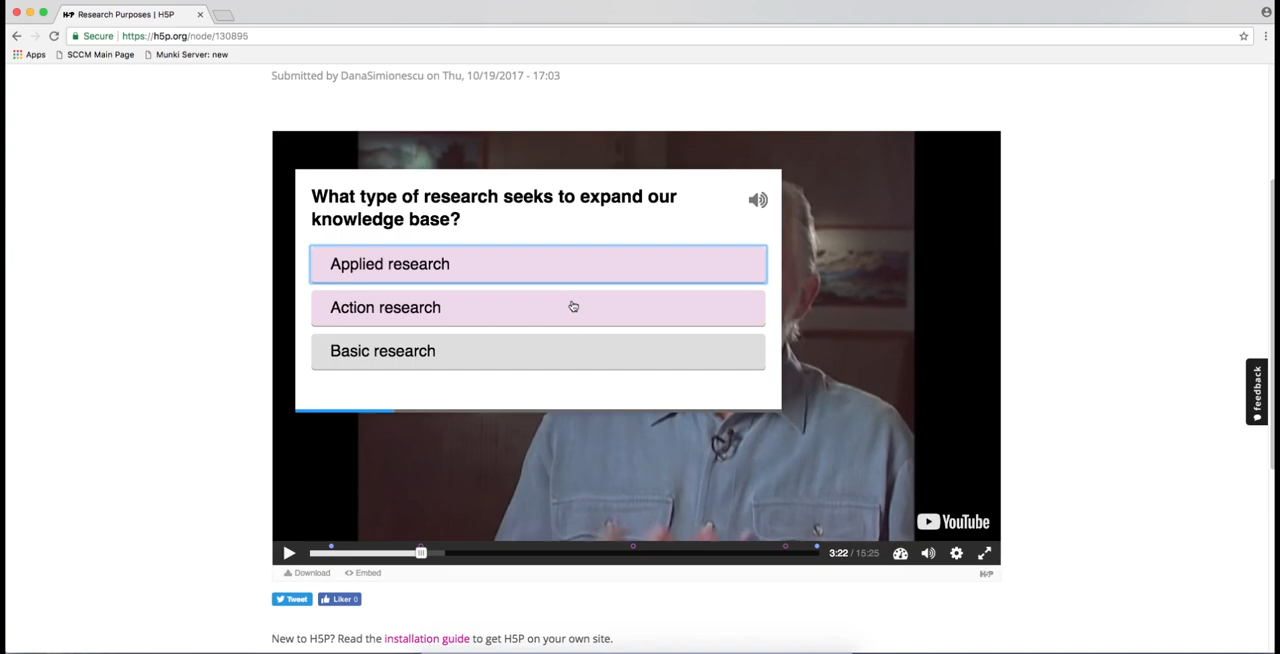 H-P Research Purposes | H5P
Secure | https://h5p.org/node/130895
Apps SCCM Main Page Munki Server: new
Submitted by DanaSimionescu on Thu, 10/19/2017 - 17:03
What type of research seeks to expand our
knowledge base?
Applied research
Action research
Basic research
feedback
YouTube
3:22 / 15:25
Download <> Embed
H5P
Tweet Liker 0
New to H5P? Read the installation guide to get H5P on your own site.